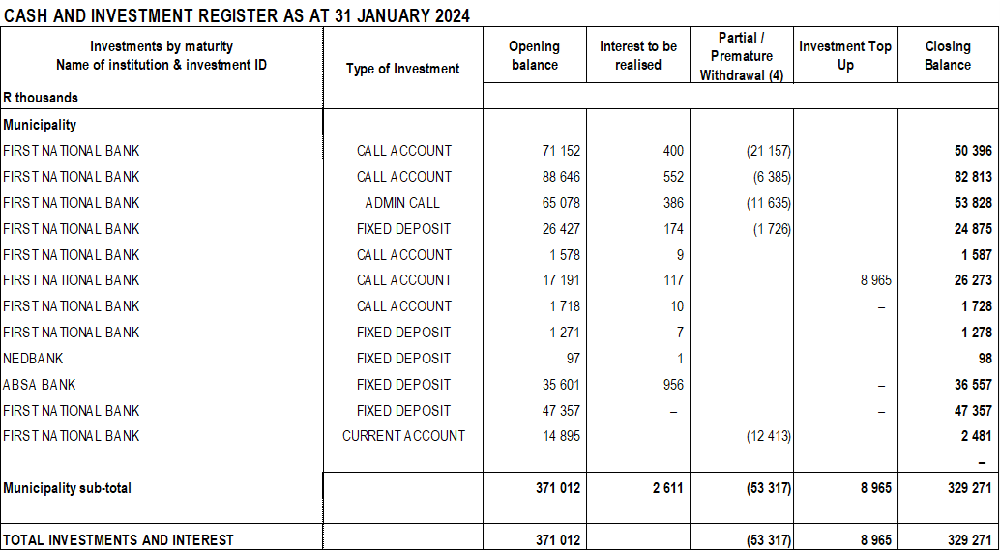 CASH AND INVESTMENT REGISTER AS AT 31 JANUARY 2024
Investments by maturity Name of institution & investment ID Type of Investment Opening balance Interest to be realised Partial / Premature Withdrawal (4) Investment Top Up Closing Balance
R thousands
Municipality
FIRST NATIONAL BANK CALL ACCOUNT 71 152 400 (21 157) 50 396
FIRST NATIONAL BANK CALL ACCOUNT 88 646 552 (6 385) 82 813
FIRST NATIONAL BANK ADMIN CALL 65 078 386 (11 635) 53 828
FIRST NATIONAL BANK FIXED DEPOSIT 26 427 174 (1 726) 24 875
FIRST NATIONAL BANK CALL ACCOUNT 1 578 9 1 587
FIRST NATIONAL BANK CALL ACCOUNT 17 191 117 8 965 26 273
FIRST NATIONAL BANK CALL ACCOUNT 1 718 10 – 1 728
FIRST NATIONAL BANK FIXED DEPOSIT 1 271 7 1 278
NEDBANK FIXED DEPOSIT 97 1 98
ABSA BANK FIXED DEPOSIT 35 601 956 – 36 557
FIRST NATIONAL BANK FIXED DEPOSIT 47 357 – – 47 357
FIRST NATIONAL BANK CURRENT ACCOUNT 14 895 (12 413) 2 481
–
Municipality sub-total 371 012 2 611 (53 317) 8 965 329 271
TOTAL INVESTMENTS AND INTEREST 371 012 (53 317) 8 965 329 271